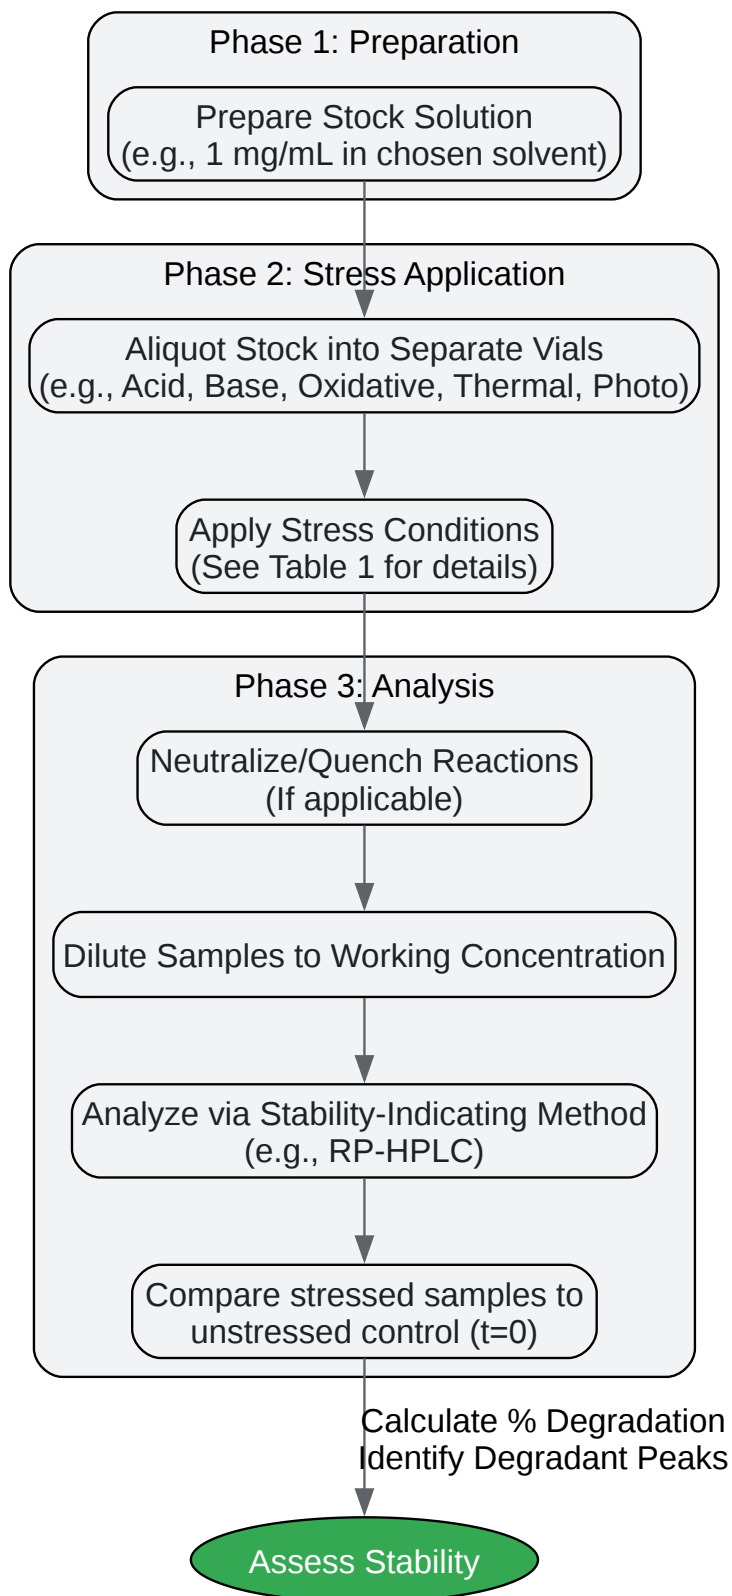 Phase 1: Preparation
Prepare Stock Solution
(e.g., 1 mg/mL in chosen solvent)
Phase 2: Stress Application
Aliquot Stock into Separate Vials
(e.g., Acid, Base, Oxidative, Thermal, Photo)
Apply Stress Conditions
(See Table 1 for details)
Phase 3: Analysis
Neutralize/Quench Reactions
(If applicable)
Dilute Samples to Working Concentration
Analyze via Stability-Indicating Method
(e.g., RP-HPLC)
Compare stressed samples to
unstressed control (t=0)
Calculate % Degradation
Identify Degradant Peaks
Assess Stability